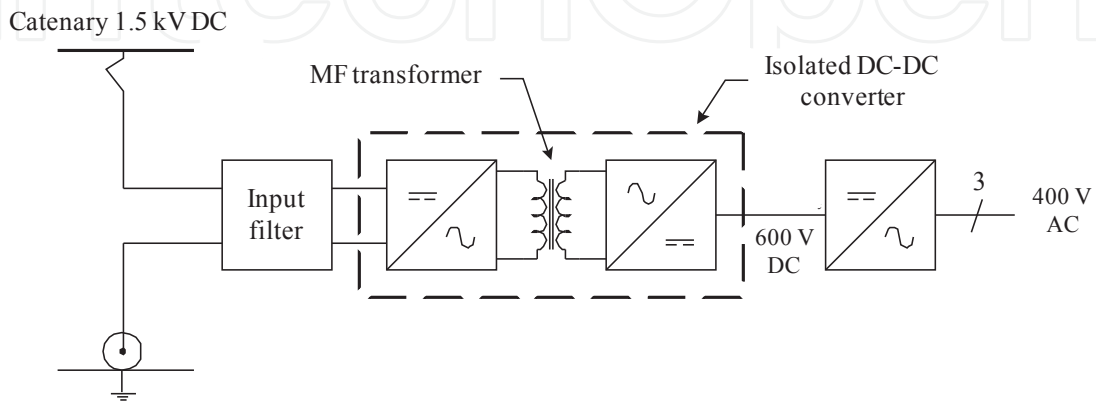 Catenary 1.5 kV DC
MF transformer
Isolated DC-DC
converter
Input
filter
600 V
DC
3
400 V
AC